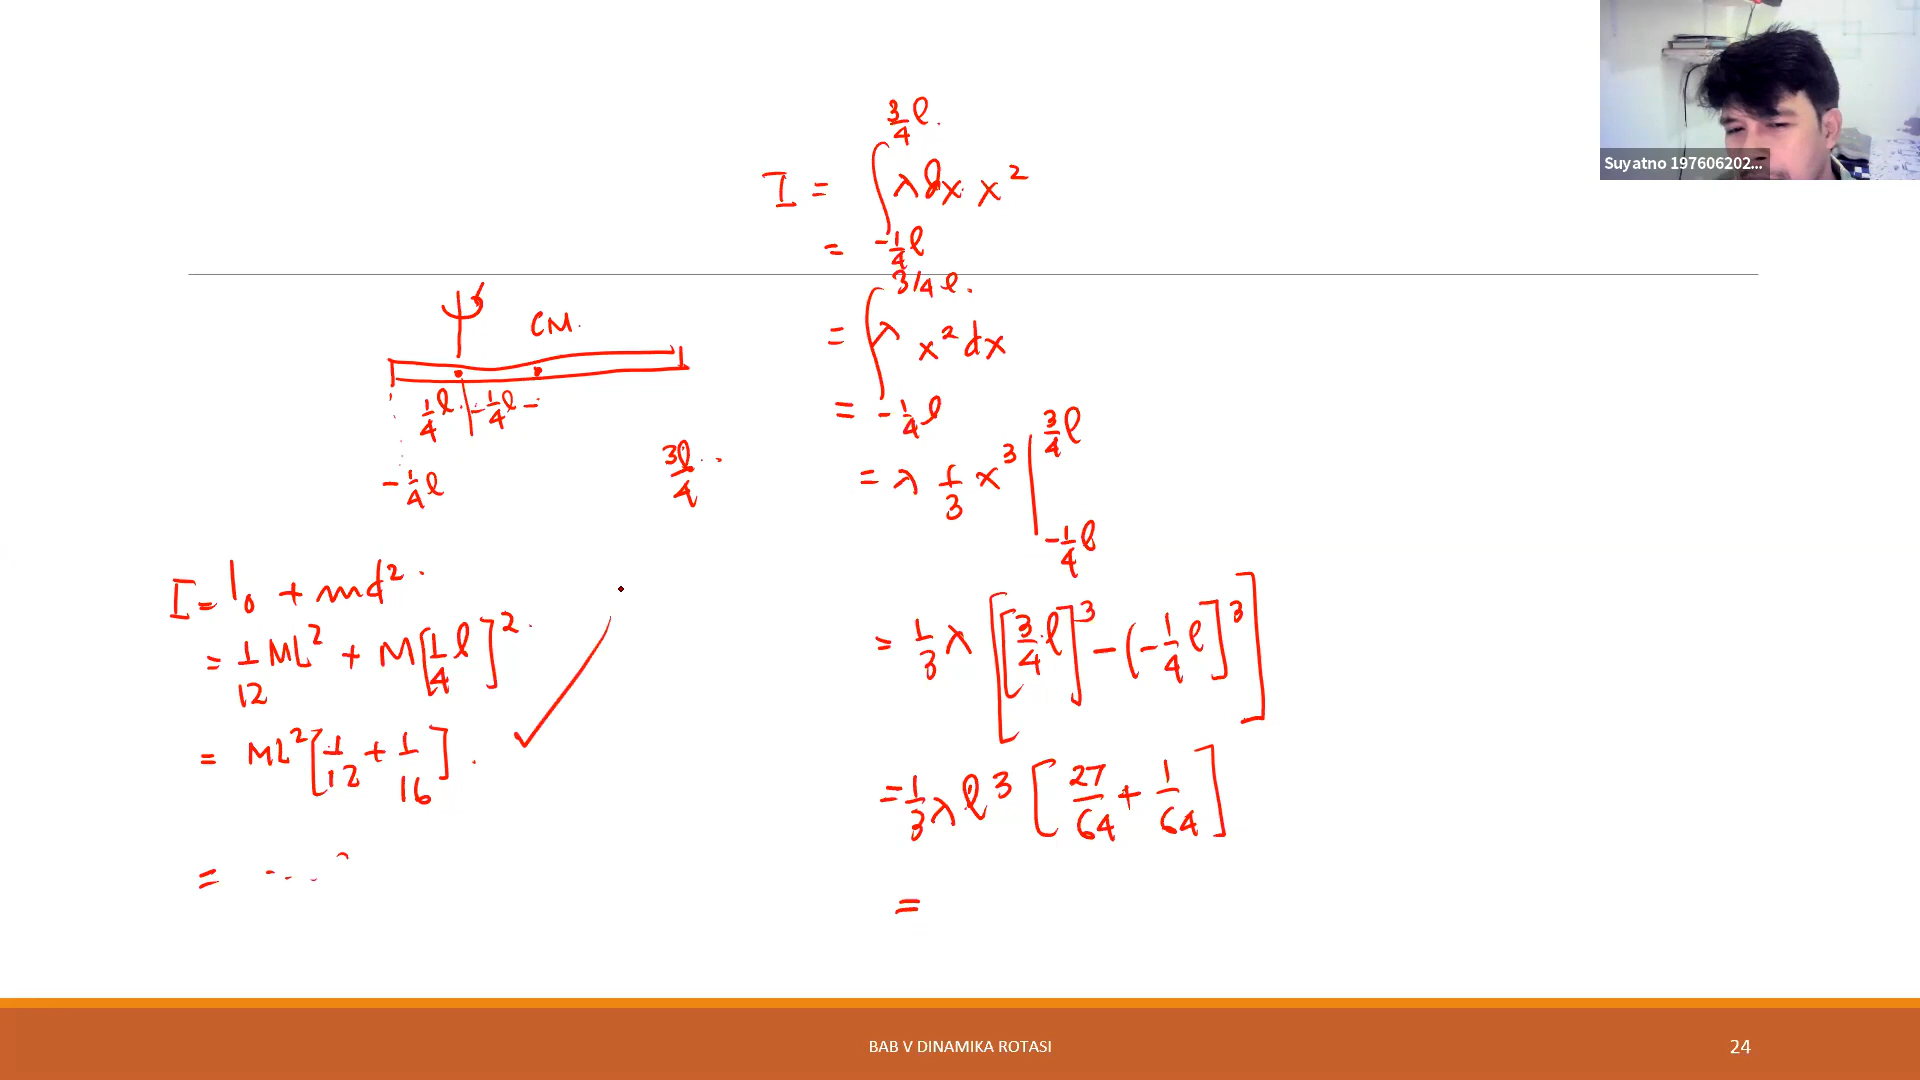 Suyatno 197606202...
I = ∫_{-1/4 l}^{3/4 l} λ dx x²
=
= ∫_{-1/4 l}^{3/4 l} λ x² dx
=
= λ 1/3 x³ |_{-1/4 l}^{3/4 l}
= 1/3 λ [[3/4 l]³ - (-1/4 l]³]
= 1/3 λ l³ [27/64 + 1/64]
=
CM.
1/4 l - 1/4 l -
-1/4 l
3l/4
I = I₀ + md².
= 1/12 ML² + M[1/4 l]².
= ML² [1/12 + 1/16].
= ....
BAB V DINAMIKA ROTASI
24